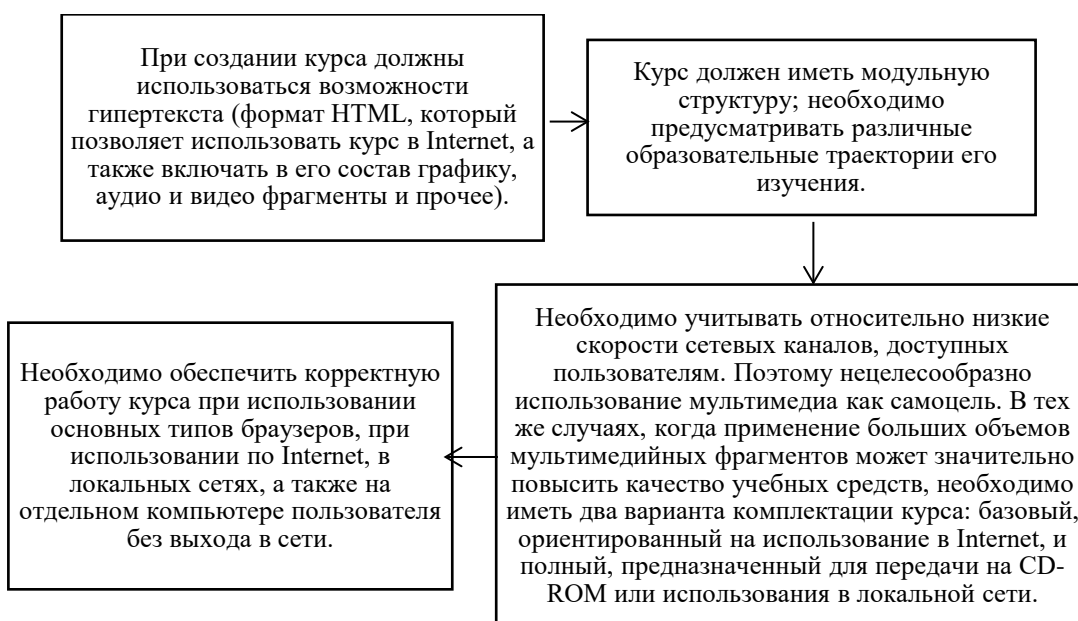 При создании курса должны
использоваться возможности
гипертекста (формат HTML, который
позволяет использовать курс в Internet, а
также включать в его состав графику,
аудио и видео фрагменты и прочее).
Курс должен иметь модульную
структуру; необходимо
предусматривать различные
образовательные траектории его
изучения.
Необходимо учитывать относительно низкие
скорости сетевых каналов, доступных
пользователям. Поэтому нецелесообразно
использование мультимедиа как самоцель. В тех
же случаях, когда применение больших объемов
мультимедийных фрагментов может значительно
повысить качество учебных средств, необходимо
иметь два варианта комплектации курса: базовый,
ориентированный на использование в Internet, и
полный, предназначенный для передачи на CD-
ROM или использования в локальной сети.
Необходимо обеспечить корректную
работу курса при использовании
основных типов браузеров, при
использовании по Internet, в
локальных сетях, а также на
отдельном компьютере пользователя
без выхода в сети.